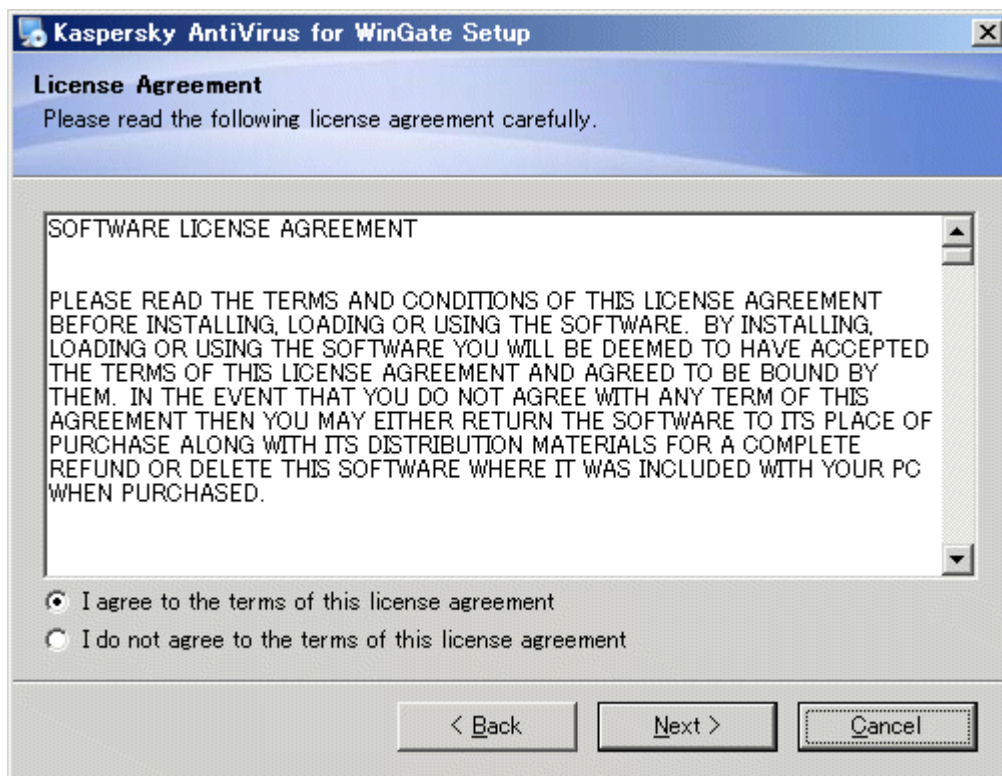 Kaspersky AntiVirus for WinGate Setup
License Agreement
Please read the following license agreement carefully.
SOFTWARE LICENSE AGREEMENT
PLEASE READ THE TERMS AND CONDITIONS OF THIS LICENSE AGREEMENT
BEFORE INSTALLING, LOADING OR USING THE SOFTWARE.  BY INSTALLING,
LOADING OR USING THE SOFTWARE YOU WILL BE DEEMED TO HAVE ACCEPTED
THE TERMS OF THIS LICENSE AGREEMENT AND AGREED TO BE BOUND BY
THEM.  IN THE EVENT THAT YOU DO NOT AGREE WITH ANY TERM OF THIS
AGREEMENT THEN YOU MAY EITHER RETURN THE SOFTWARE TO ITS PLACE OF
PURCHASE ALONG WITH ITS DISTRIBUTION MATERIALS FOR A COMPLETE
REFUND OR DELETE THIS SOFTWARE WHERE IT WAS INCLUDED WITH YOUR PC
WHEN PURCHASED.
I agree to the terms of this license agreement
I do not agree to the terms of this license agreement
< Back Next > Cancel